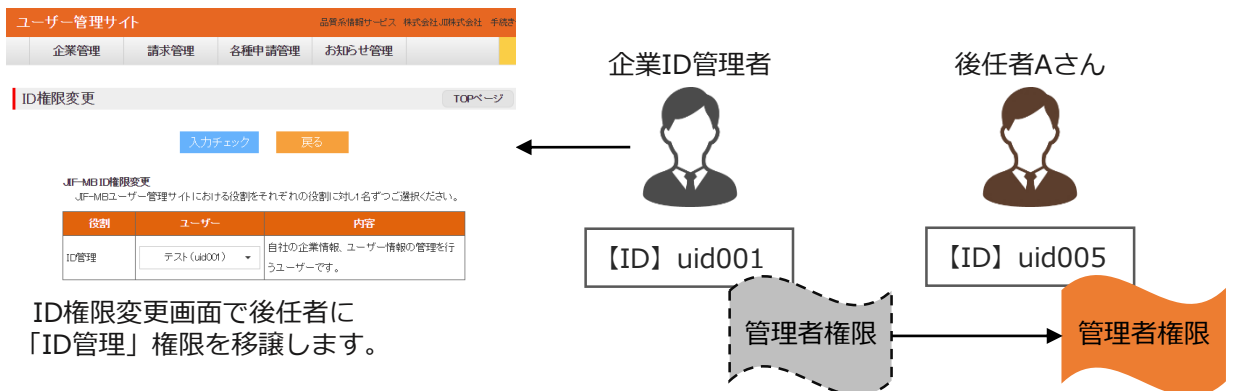 ユーザー管理サイト
品質系情報サービス 株式会社JIII株式会社 手続き
企業管理 請求管理 各種申請管理 お知らせ管理
ID権限変更
TOPページ
入力チェック 戻る
JIF-MB ID権限変更
JIF-MBユーザー管理サイトにおける役割をそれぞれの役割に対し1名ずつご選択ください。
役割 ユーザー 内容
ID管理 テスト(uid001) 自社の企業情報、ユーザー情報の管理を行
うユーザーです。
ID権限変更画面で後任者に
「ID管理」権限を移譲します。
企業ID管理者
【ID】uid001
管理者権限
後任者Aさん
【ID】uid005
管理者権限